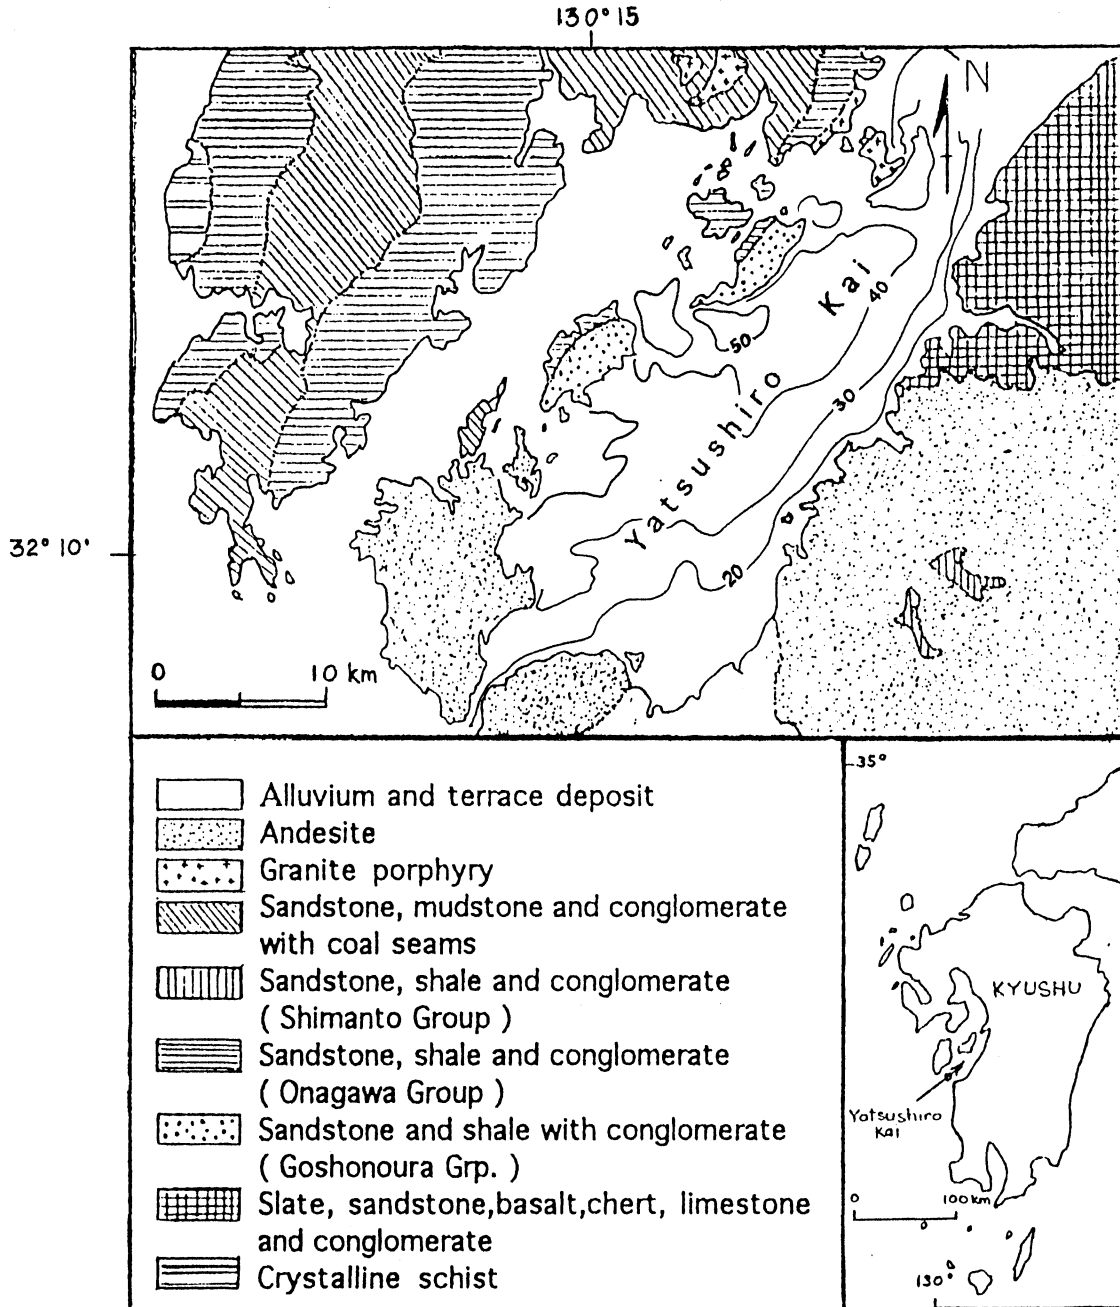 130° 15
N
Kai
40
50
30
Yatsushiro
32° 10'
20
0 10 km
Alluvium and terrace deposit
Andesite
Granite porphyry
Sandstone, mudstone and conglomerate
with coal seams
Sandstone, shale and conglomerate
( Shimanto Group )
Sandstone, shale and conglomerate
( Onagawa Group )
Sandstone and shale with conglomerate
( Goshonoura Grp. )
Slate, sandstone,basalt,chert, limestone
and conglomerate
Crystalline schist
35°
KYUSHU
Yatsushiro
KAI
0 100km
130°